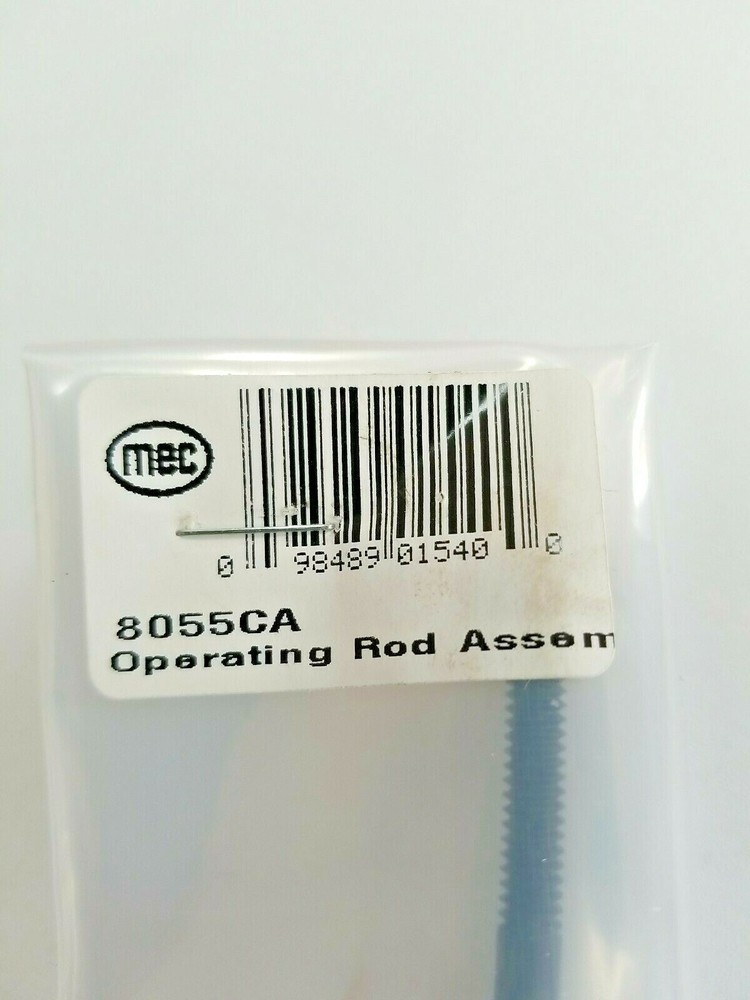 mec
0 98489 01540 0
8055CA
Operating Rod Assem